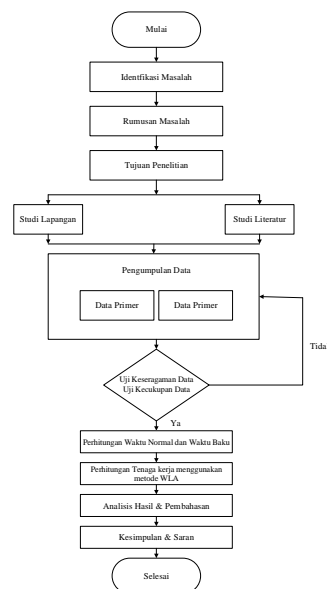 Mulai
Identfikasi Masalah
Rumusan Masalah
Tujuan Penelitian
Studi Lapangan
Studi Literatur
Pengumpulan Data
Data Primer
Data Primer
Uji Keseragaman Data
Uji Kecukupan Data
Tida
Ya
Perhitungan Waktu Normal dan Waktu Baku
Perhitungan Tenaga kerja menggunakan
metode WLA
Analisis Hasil & Pembahasan
Kesimpulan & Saran
Selesai